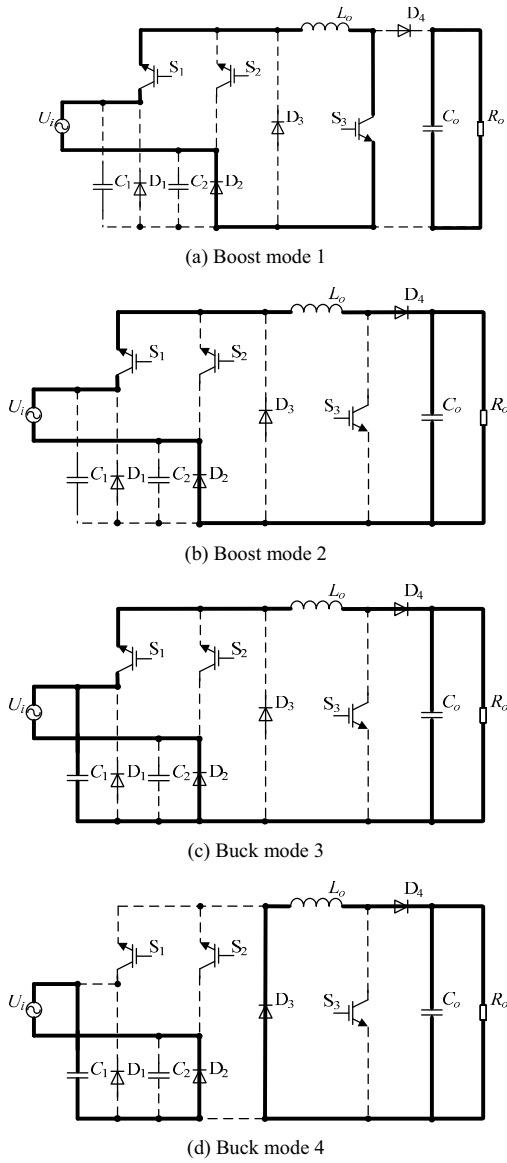 Lo D4
S1 S2
Ui D3 S3 Co Ro
C1 D1 C2 D2
(a) Boost mode 1
Lo D4
S1 S2
Ui D3 S3 Co Ro
C1 D1 C2 D2
(b) Boost mode 2
Lo D4
S1 S2
Ui D3 S3 Co Ro
C1 D1 C2 D2
(c) Buck mode 3
Lo D4
S1 S2
Ui D3 S3 Co Ro
C1 D1 C2 D2
(d) Buck mode 4